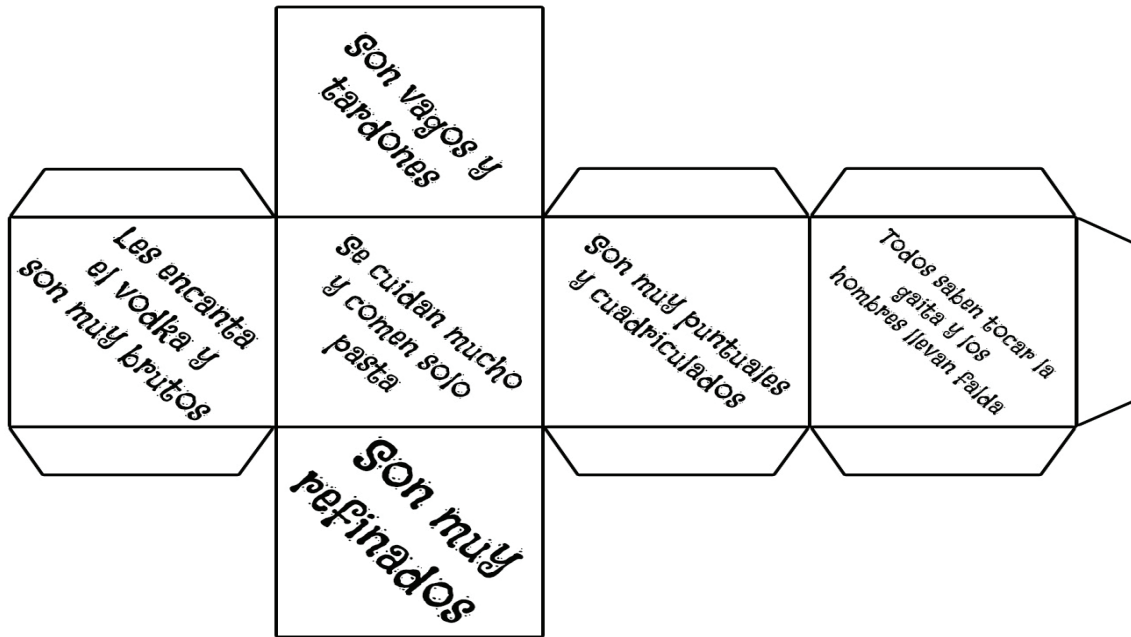 Son vagos y
tardones
Les encanta
el vodka y
son muy brutos
Se cuidan mucho
y comen solo
pasta
Son muy puntuales
y cuadriculados
Todos saben tocar la
gaita y los
hombres llevan falda
Son muy
refinados